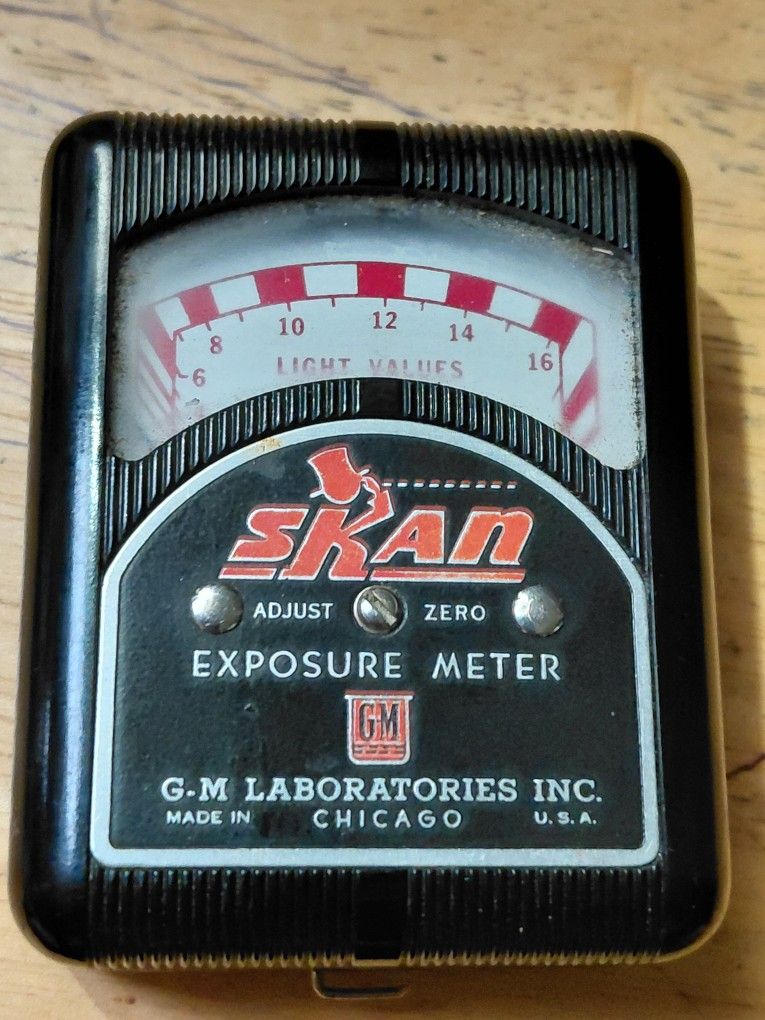 8 10 12 14 16
6
LIGHT VALUES
SKAN
ADJUST ZERO
EXPOSURE METER
GM
G-M LABORATORIES INC.
MADE IN CHICAGO U.S.A.